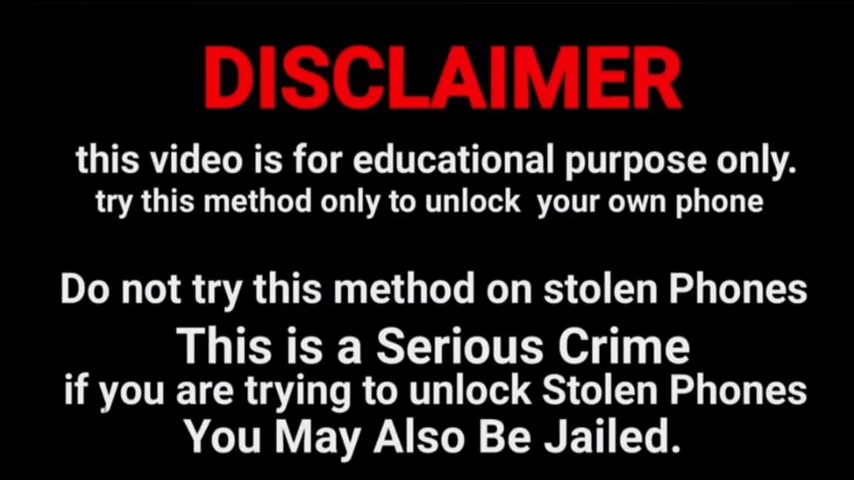 DISCLAIMER
this video is for educational purpose only.
try this method only to unlock your own phone
Do not try this method on stolen Phones
This is a Serious Crime
if you are trying to unlock Stolen Phones
You May Also Be Jailed.